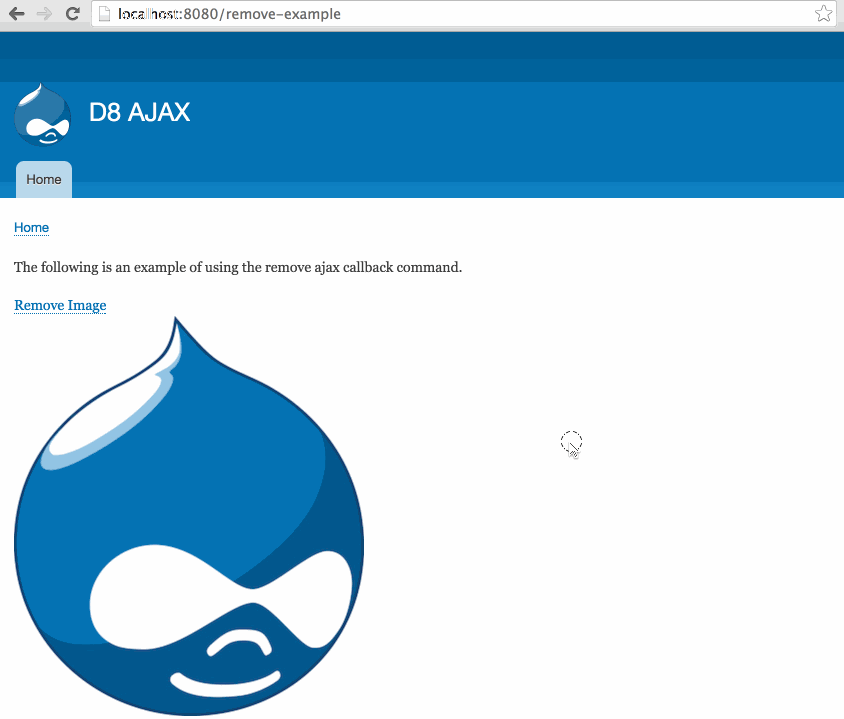 localhost:8080/remove-example
D8 AJAX
Home
Home
The following is an example of using the remove ajax callback command.
Remove Image